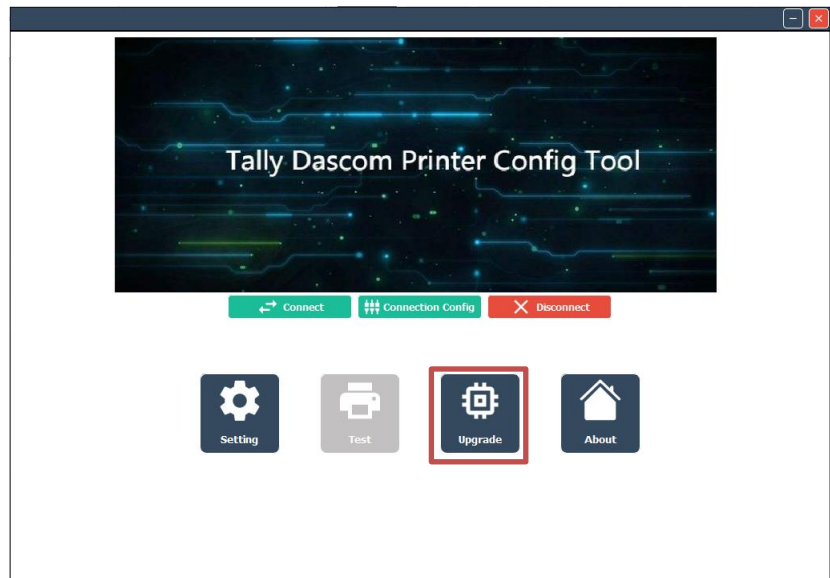 Tally Dascom Printer Config Tool
Connect Connection Config Disconnect
Setting Test Upgrade About